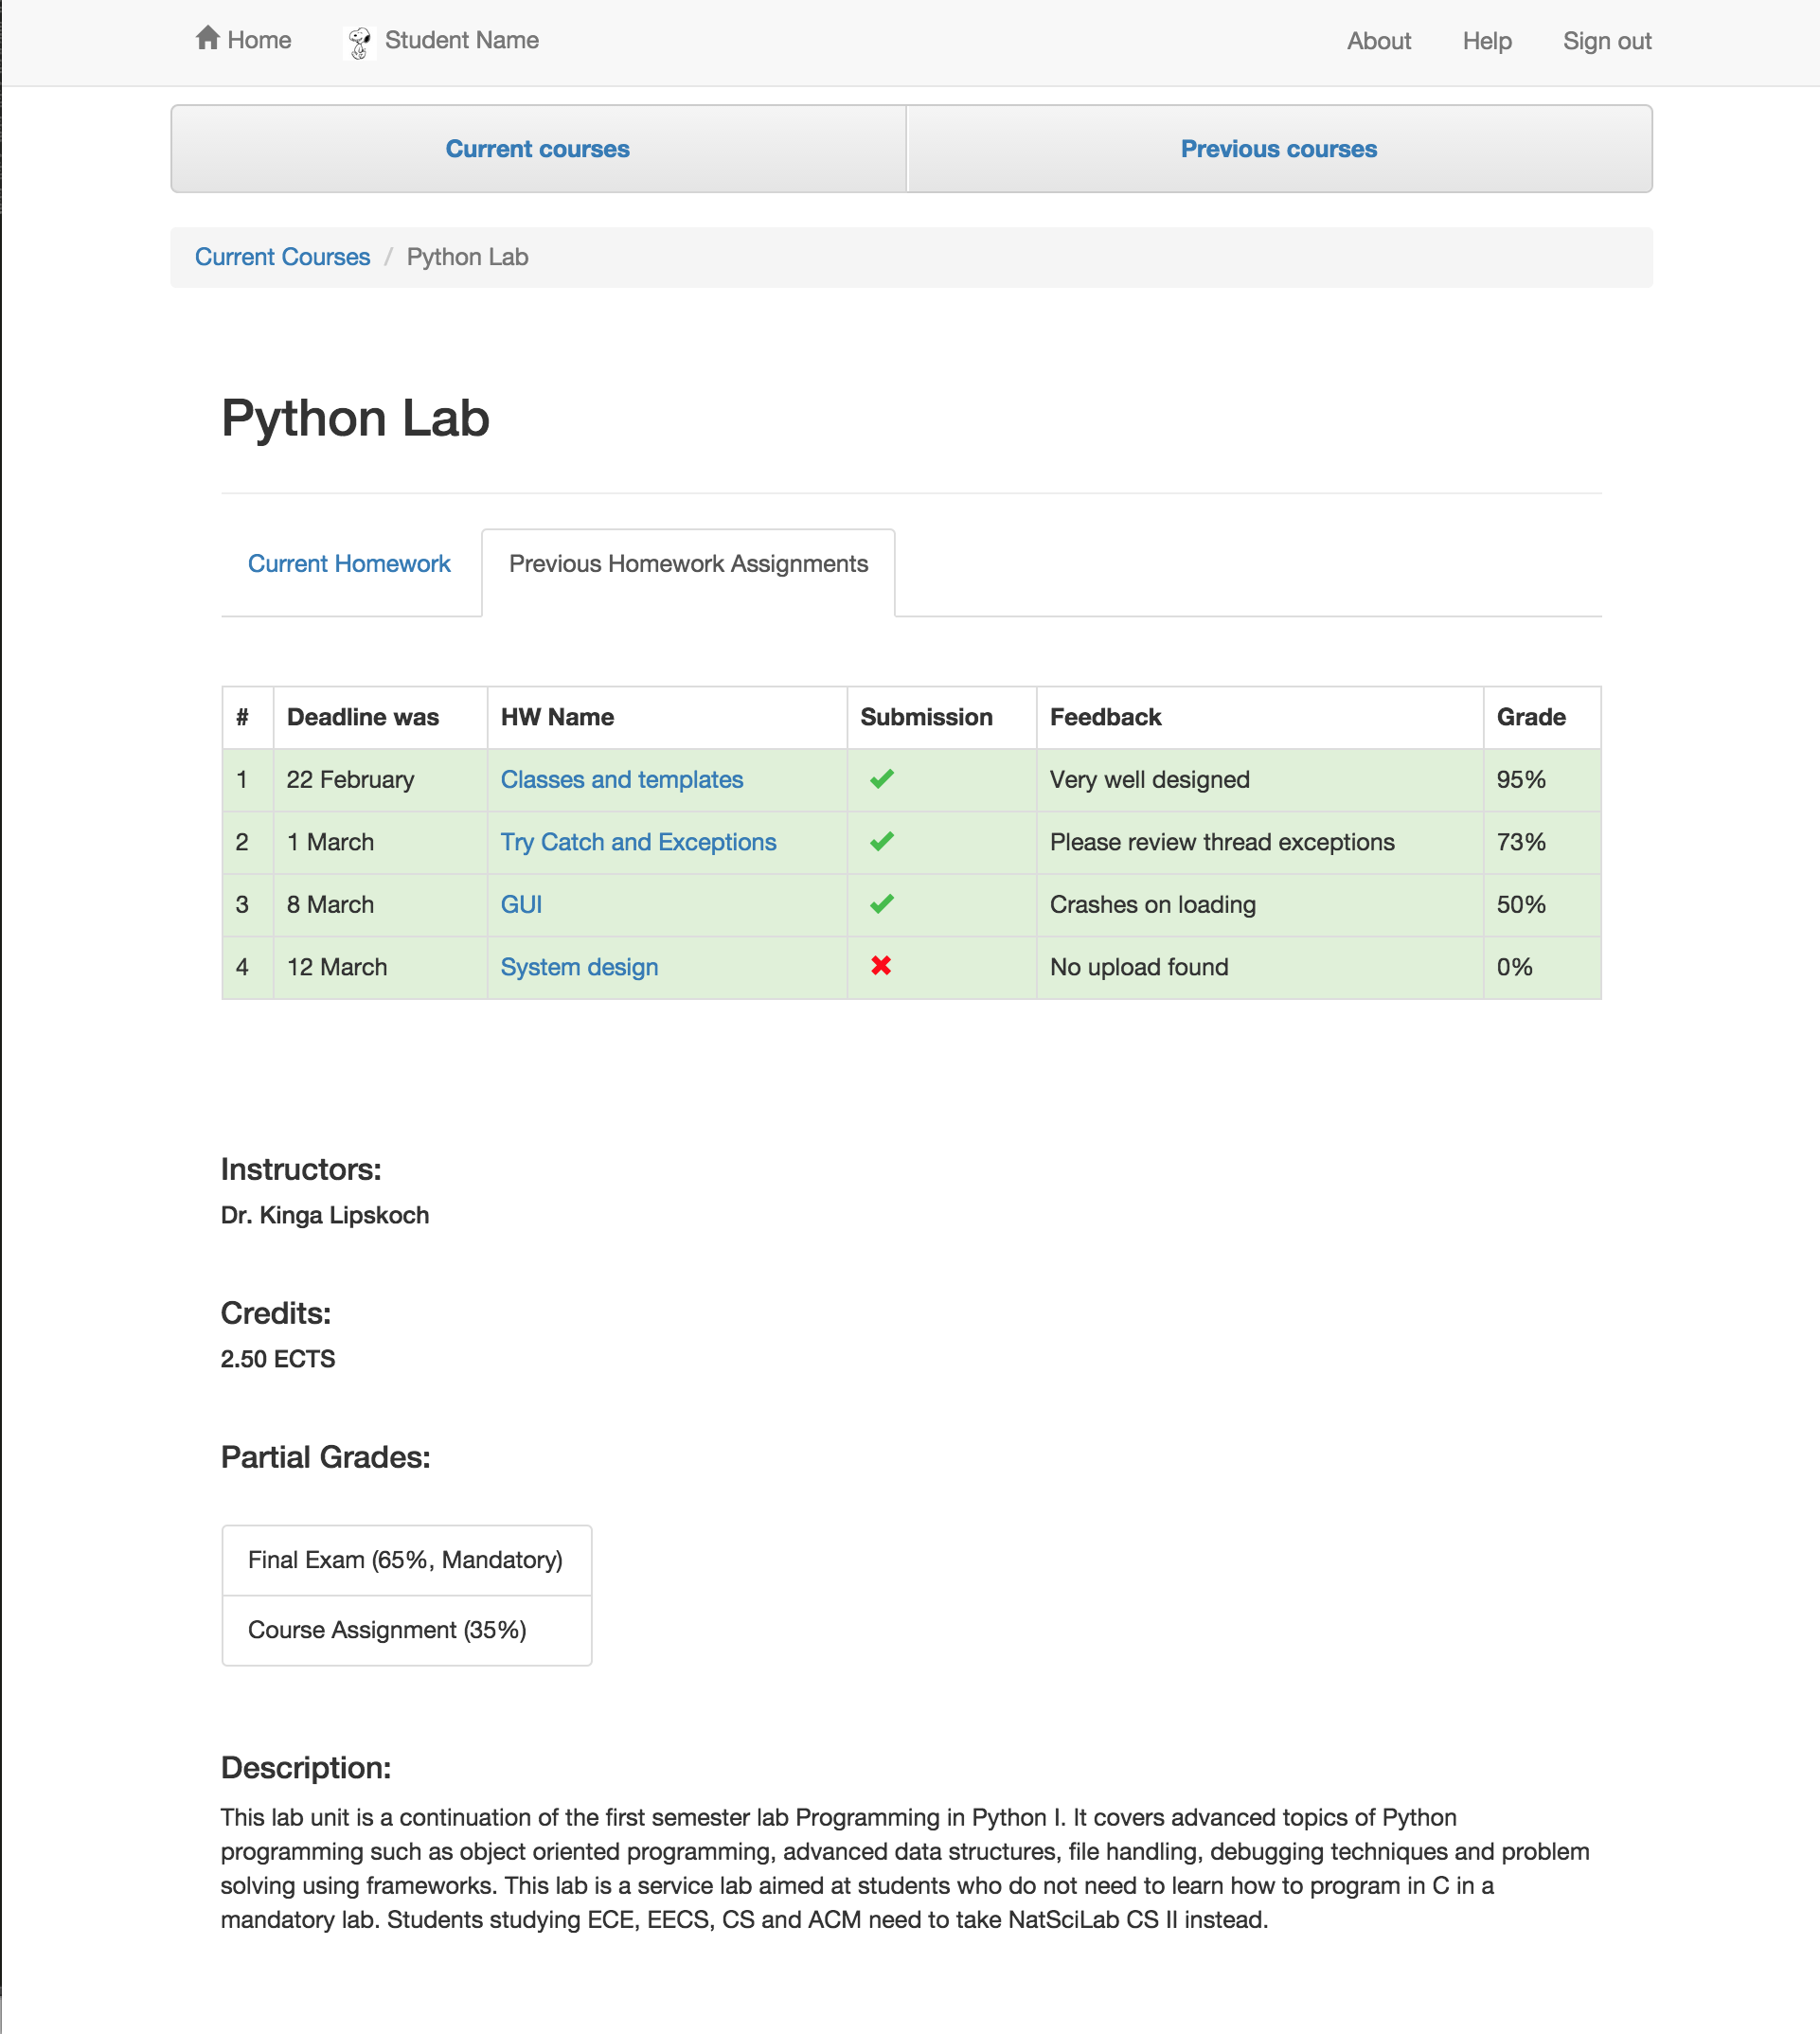 Home Student Name About Help Sign out
Current courses Previous courses
Current Courses / Python Lab
Python Lab
Current Homework Previous Homework Assignments
# Deadline was HW Name Submission Feedback Grade
1 22 February Classes and templates Very well designed 95%
2 1 March Try Catch and Exceptions Please review thread exceptions 73%
3 8 March GUI Crashes on loading 50%
4 12 March System design No upload found 0%
Instructors:
Dr. Kinga Lipskoch
Credits:
2.50 ECTS
Partial Grades:
Final Exam (65%, Mandatory)
Course Assignment (35%)
Description:
This lab unit is a continuation of the first semester lab Programming in Python I. It covers advanced topics of Python
programming such as object oriented programming, advanced data structures, file handling, debugging techniques and problem
solving using frameworks. This lab is a service lab aimed at students who do not need to learn how to program in C in a
mandatory lab. Students studying ECE, EECS, CS and ACM need to take NatSciLab CS II instead.